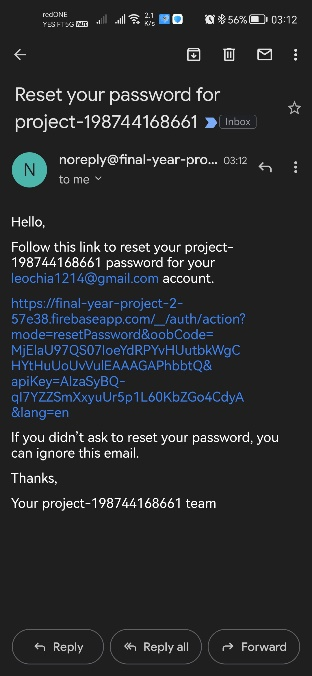 redONE
YES FT5G
2.1
K/s
56%
03:12
Reset your password for
project-198744168661 Inbox
N
noreply@final-year-pro... 03:12
to me
Hello,
Follow this link to reset your project-
198744168661 password for your
leochia1214@gmail.com account.
https://final-year-project-2-
57e38.firebaseapp.com/__/auth/action?
mode=resetPassword&oobCode=
MjElaU97QS07loeYdRPYvHUutbkWgC
HYtHuUoUvVulEAAAGAPhbbtQ&
apiKey=AIzaSyBQ-
qI7YZZSmXxyuUr5p1L60KbZGo4CdyA
&lang=en
If you didn't ask to reset your password, you
can ignore this email.
Thanks,
Your project-198744168661 team
Reply
Reply all
Forward